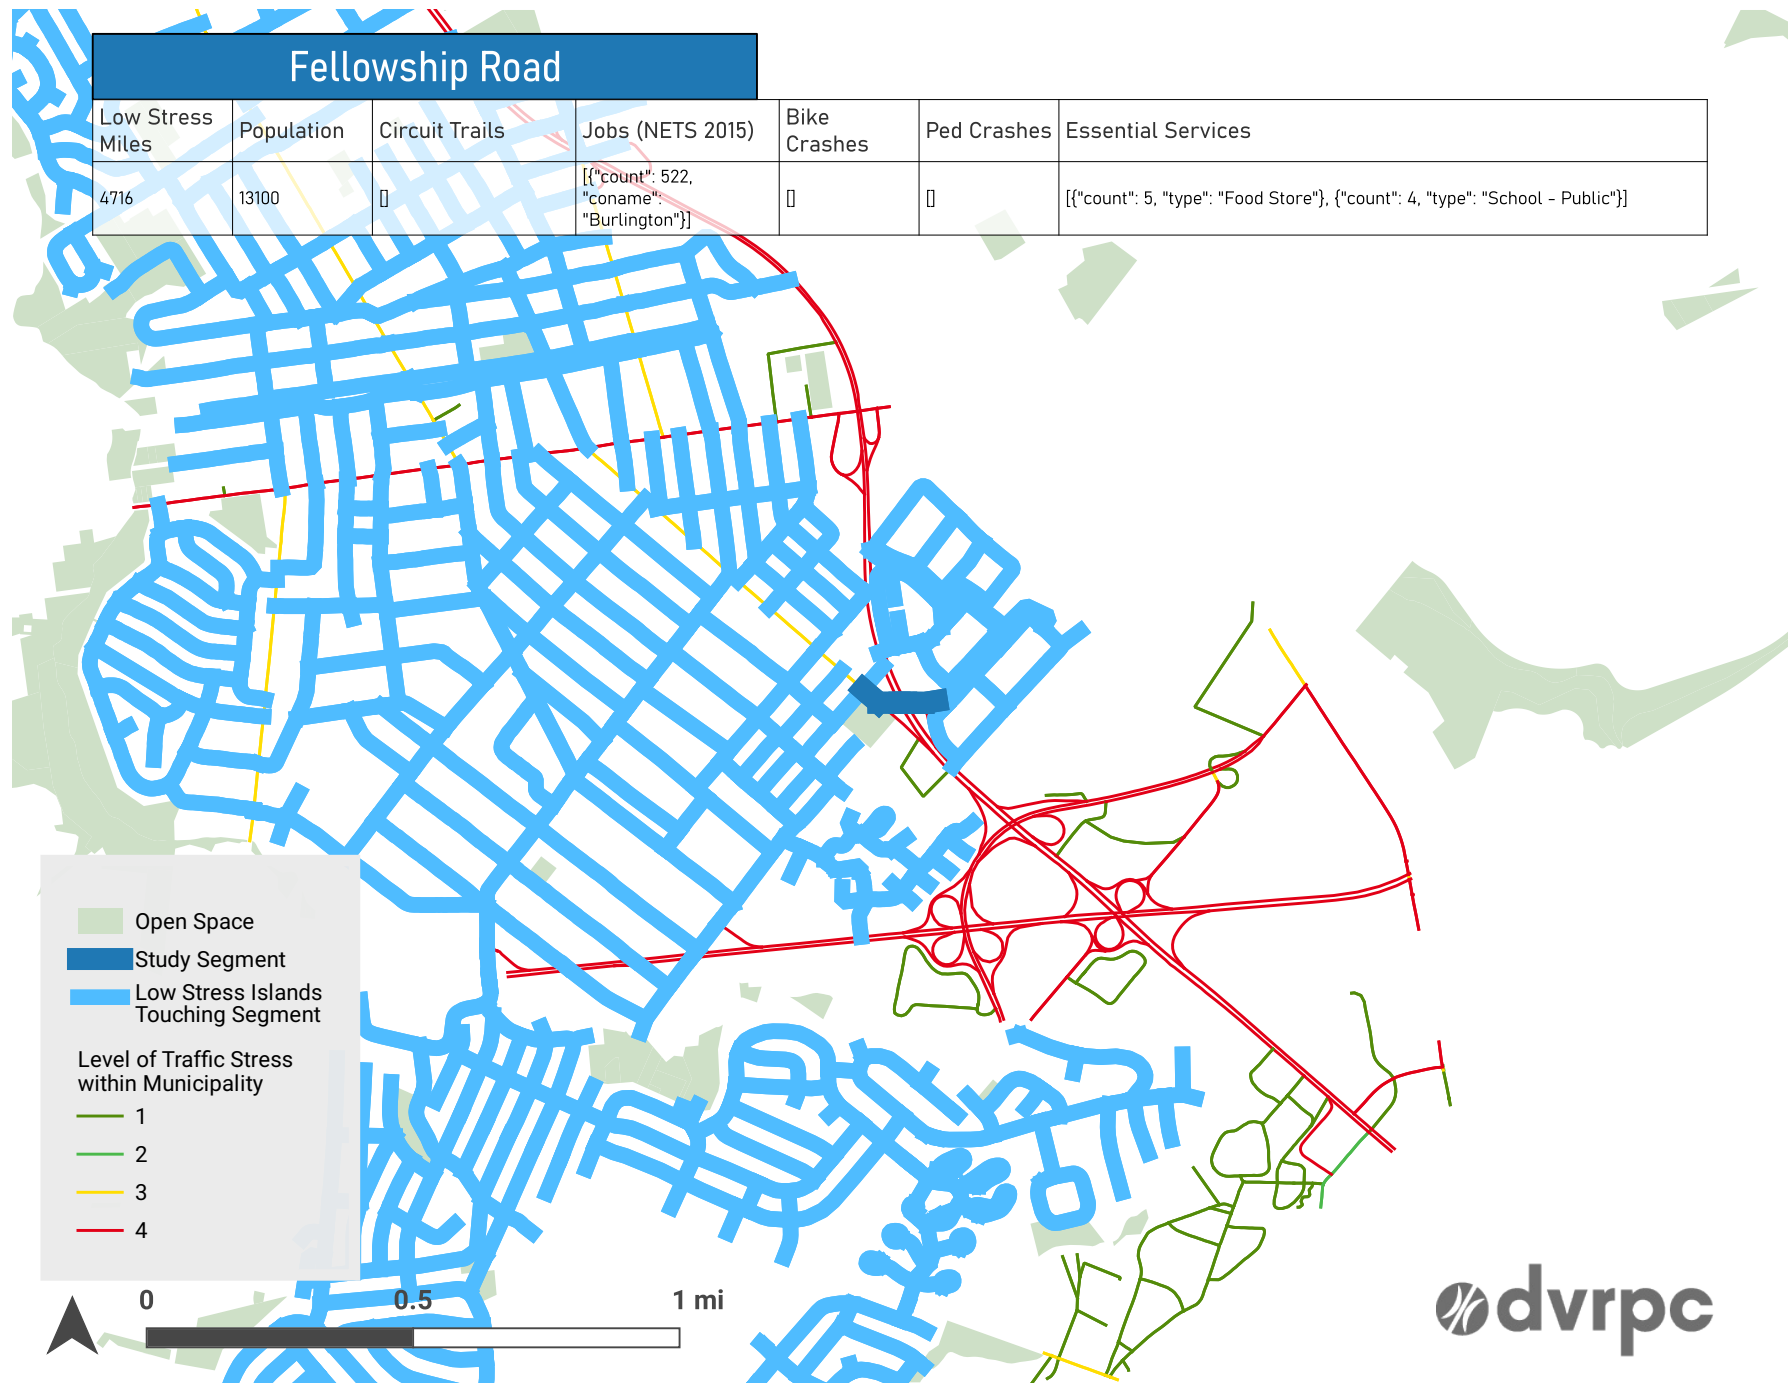 Fellowship Road
Low Stress
Miles
Population
Circuit Trails
Jobs (NETS 2015)
Bike
Crashes
Ped Crashes
Essential Services
4716
13100
[]
[{"count": 522,
"coname":
"Burlington"}]
[]
[]
[{"count": 5, "type": "Food Store"}, {"count": 4, "type": "School - Public"}]
Open Space
Study Segment
Low Stress Islands
Touching Segment
Level of Traffic Stress
within Municipality
1
2
3
4
0 0.5 1 mi
dvrpc